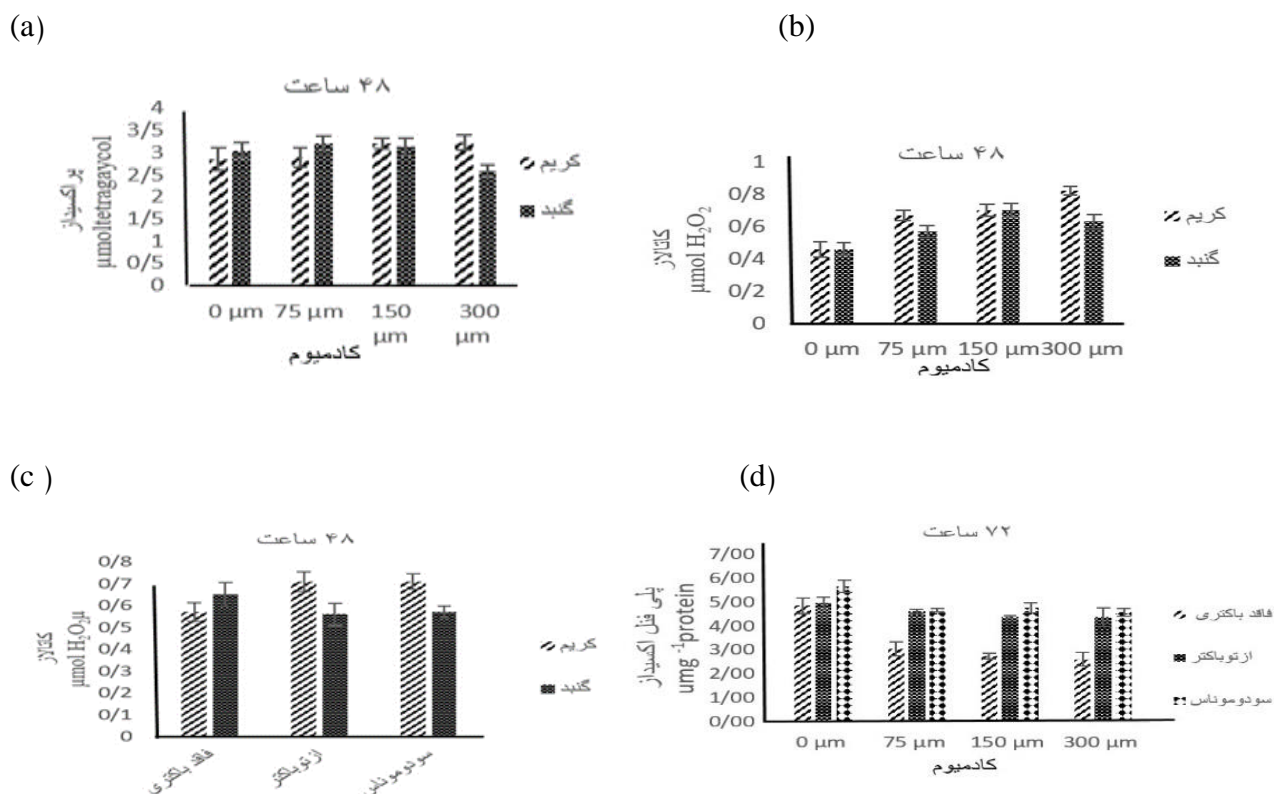 (a)
۴۸ ساعت
پراکسیداز
µmoltetragaycol
4
3/5
3
2/5
2
1/5
1
0/5
0
0 µm
75 µm
150 µm
300 µm
کادمیوم
کریم
گنبد
(b)
۴۸ ساعت
کاتالاز
µmol H₂O₂
1
0/8
0/6
0/4
0/2
0
0 µm
75 µm
150 µm
300 µm
کادمیوم
کریم
گنبد
(c)
۴۸ ساعت
کاتالاز
µmol H₂O₂µ
0/8
0/7
0/6
0/5
0/4
0/3
0/2
0/1
0
فاقد باکتری
ازتوباکتر
سودوموناس
کریم
گنبد
(d)
۷۲ ساعت
پلی فنل اکسیداز
umg ⁻¹protein
7/00
6/00
5/00
4/00
3/00
2/00
1/00
0/00
0 µm
75 µm
150 µm
300 µm
کادمیوم
فاقد باکتری
ازتوباکتر
سودوموناس